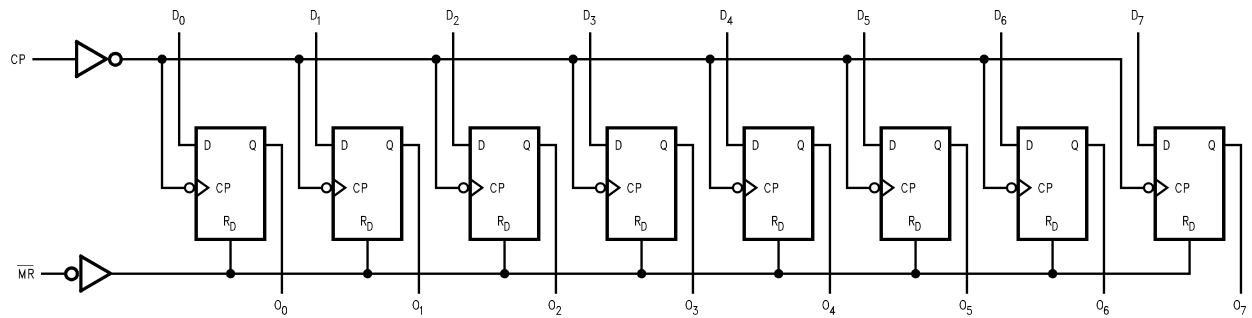 D0 D1 D2 D3 D4 D5 D6 D7
CP
D Q D Q D Q D Q D Q D Q D Q D Q
CP CP CP CP CP CP CP CP
RD RD RD RD RD RD RD RD
M̅R̅
O0 O1 O2 O3 O4 O5 O6 O7